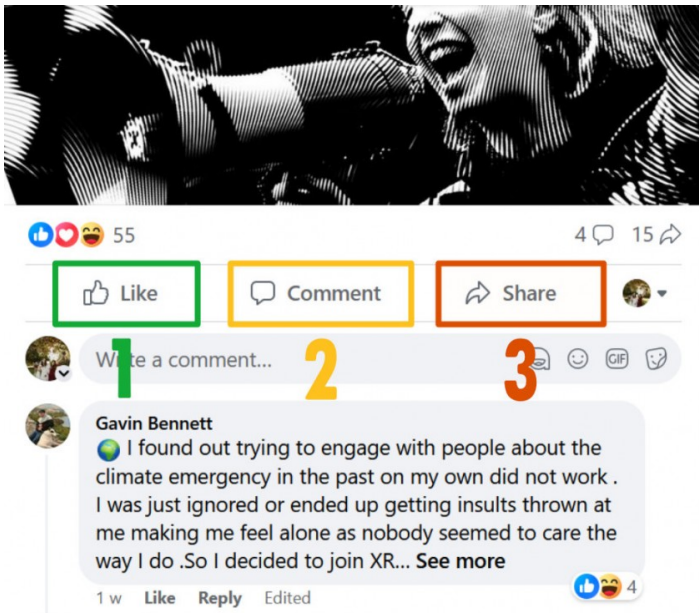 55
4 15
Like Comment Share
1 2 3
Write a comment...
GIF
Gavin Bennett
🌍 I found out trying to engage with people about the
climate emergency in the past on my own did not work .
I was just ignored or ended up getting insults thrown at
me making me feel alone as nobody seemed to care the
way I do .So I decided to join XR... See more
4
1 w Like Reply Edited